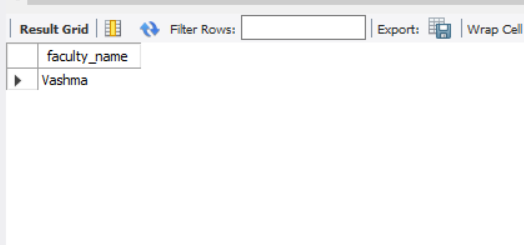 Result Grid Filter Rows: Export: Wrap Cell
faculty_name
Vashma